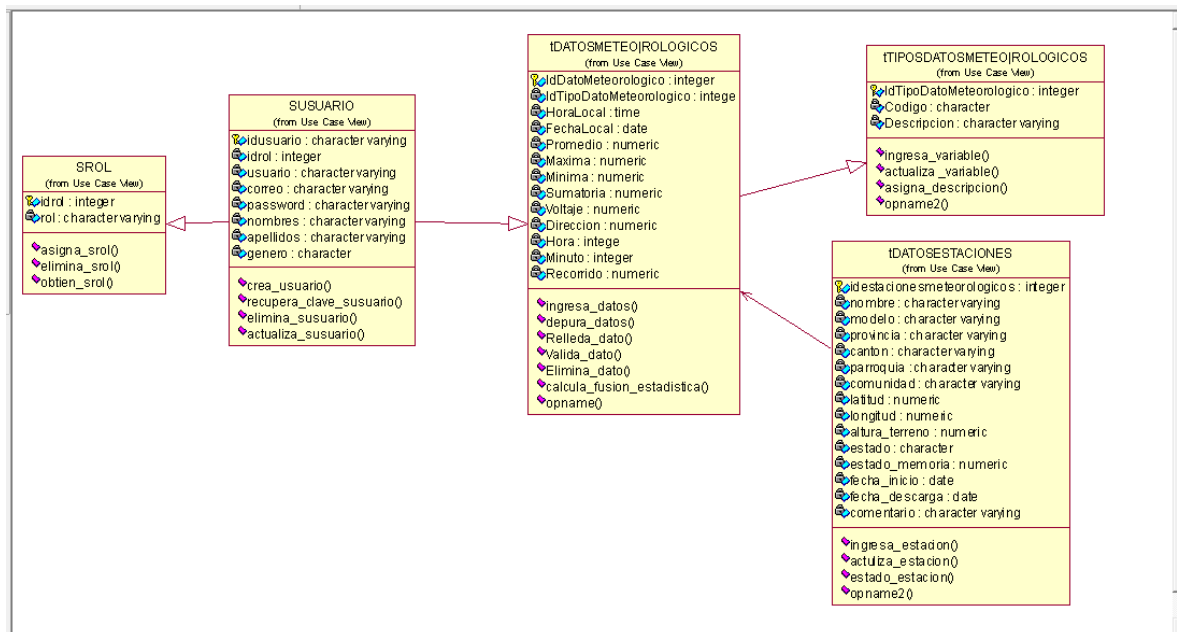 SROL
(from Use Case View)
idrol : integer
rol : character varying
asigna_srol()
elimina_srol()
obtien_srol()
SUSUARIO
(from Use Case View)
idusuario : character varying
idrol : integer
usuario : character varying
correo : character varying
password : character varying
nombres : character varying
apellidos : character varying
genero : character
crea_usuario()
recupera_clave_susuario()
elimina_susuario()
actualiza_susuario()
tDATOSMETEO|ROLOGICOS
(from Use Case View)
IdDatoMeteorologico : integer
IdTipoDatoMeteorologico : intege
HoraLocal : time
FechaLocal : date
Promedio : numeric
Maxima : numeric
Minima : numeric
Sumatoria : numeric
Voltaje : numeric
Direccion : numeric
Hora : intege
Minuto : integer
Recorrido : numeric
ingresa_datos()
depura_datos()
Relleda_dato()
Valida_dato()
Elimina_dato()
calcula_fusion_estadistica()
opname()
tTIPOSDATOSMETEO|ROLOGICOS
(from Use Case View)
IdTipoDatoMeteorologico : integer
Codigo : character
Descripcion : character varying
ingresa_variable()
actualiza _variable()
asigna_descripcion()
opname2()
tDATOSESTACIONES
(from Use Case View)
idestacionesmeteorologicos : integer
nombre : character varying
modelo : character varying
provincia : character varying
canton : character varying
parroquia : character varying
comunidad : character varying
latitud : numeric
longitud : numeric
altura_terreno : numeric
estado : character
estado_memoria : numeric
fecha_inicio : date
fecha_descarga : date
comentario : character varying
ingresa_estacion()
actuliza_estacion()
estado_estacion()
opname2()